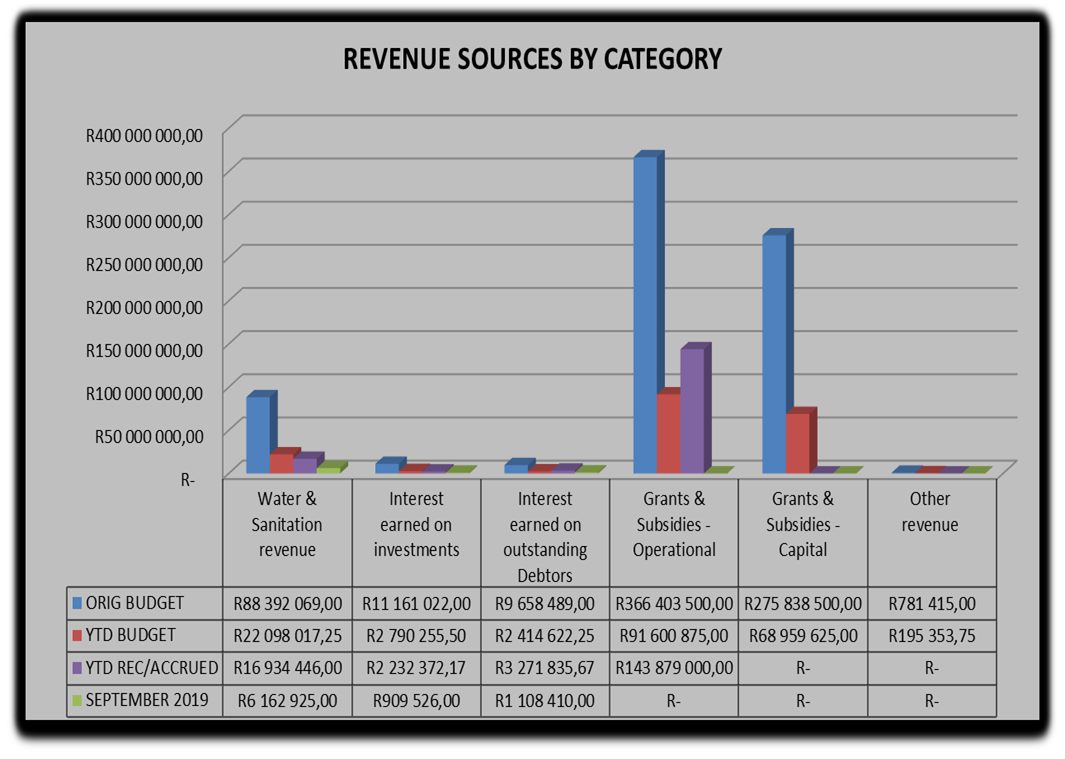 REVENUE SOURCES BY CATEGORY
R400 000 000,00
R350 000 000,00
R300 000 000,00
R250 000 000,00
R200 000 000,00
R150 000 000,00
R100 000 000,00
R50 000 000,00
R-
Water & Sanitation revenue
Interest earned on investments
Interest earned on outstanding Debtors
Grants & Subsidies - Operational
Grants & Subsidies - Capital
Other revenue
ORIG BUDGET R88 392 069,00 R11 161 022,00 R9 658 489,00 R366 403 500,00 R275 838 500,00 R781 415,00
YTD BUDGET R22 098 017,25 R2 790 255,50 R2 414 622,25 R91 600 875,00 R68 959 625,00 R195 353,75
YTD REC/ACCRUED R16 934 446,00 R2 232 372,17 R3 271 835,67 R143 879 000,00 R- R-
SEPTEMBER 2019 R6 162 925,00 R909 526,00 R1 108 410,00 R- R- R-